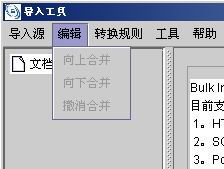 导入工具
导入源 编辑 转换规则 工具 帮助
文档
向上合并
向下合并
撤消合并
Bulk
目前支
1。HT
2。SC
3。Po